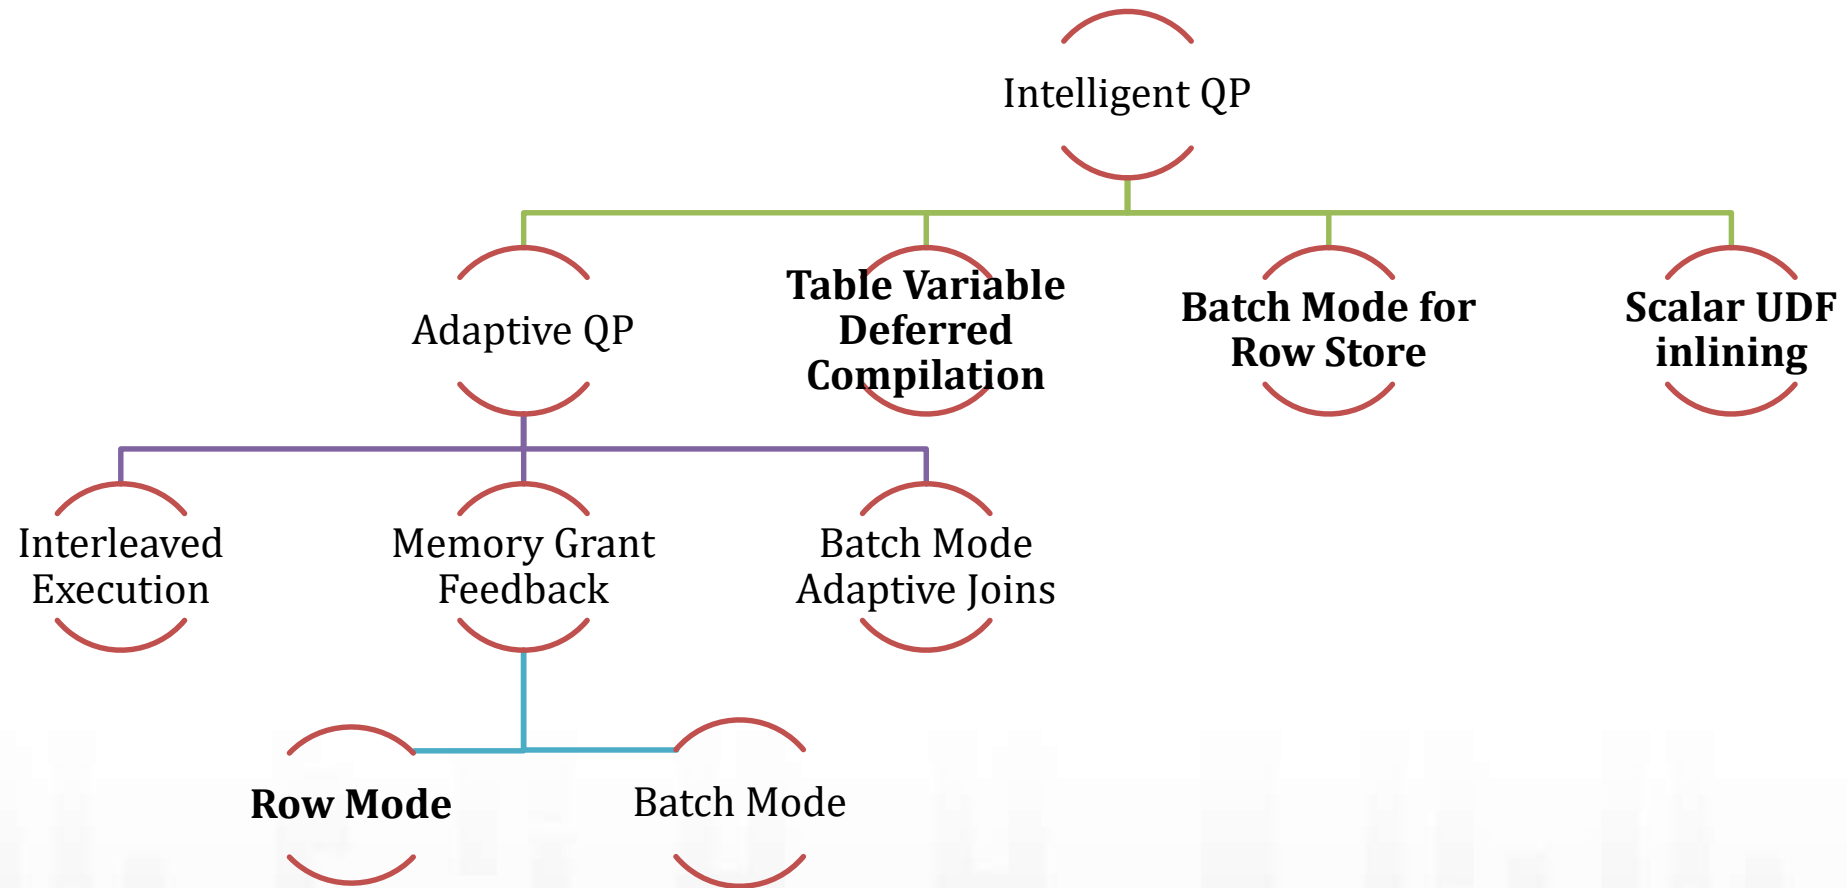 Intelligent QP
Adaptive QP
Table Variable
Deferred
Compilation
Batch Mode for
Row Store
Scalar UDF
inlining
Interleaved
Execution
Memory Grant
Feedback
Batch Mode
Adaptive Joins
Row Mode
Batch Mode